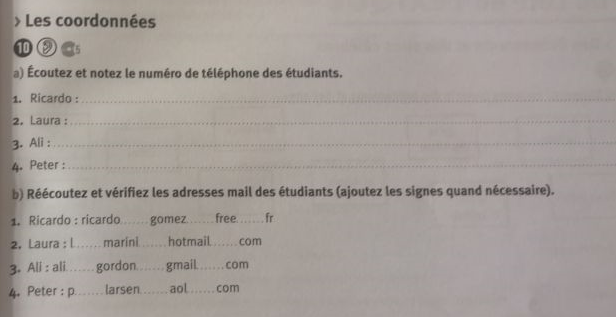 › Les coordonnées
10 5
a) Écoutez et notez le numéro de téléphone des étudiants.
1. Ricardo :
2. Laura :
3. Ali :
4. Peter :
b) Réécoutez et vérifiez les adresses mail des étudiants (ajoutez les signes quand nécessaire).
1. Ricardo : ricardo.......gomez.......free.......fr
2. Laura : l.......marini.......hotmail.......com
3. Ali : ali.......gordon.......gmail.......com
4. Peter : p.......larsen.......aol.......com